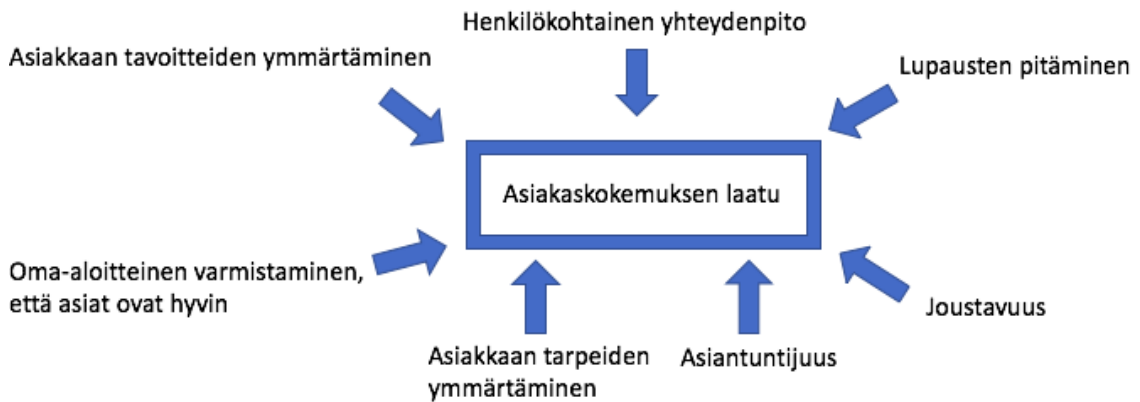 Henkilökohtainen yhteydenpito
Asiakkaan tavoitteiden ymmärtäminen
Lupausten pitäminen
Asiakaskokemuksen laatu
Oma-aloitteinen varmistaminen,
että asiat ovat hyvin
Joustavuus
Asiakkaan tarpeiden
ymmärtäminen
Asiantuntijuus